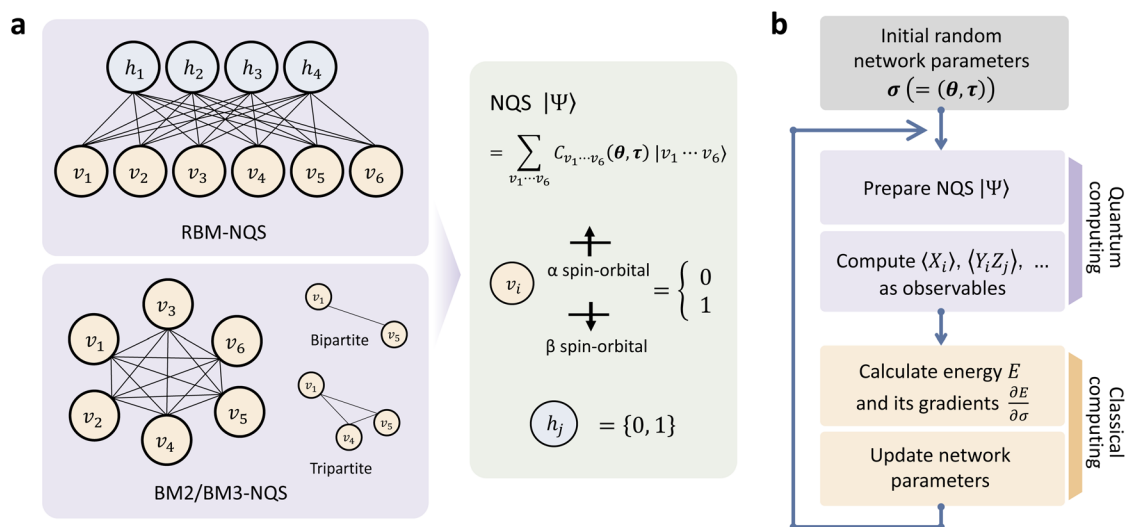 a
h₁ h₂ h₃ h₄
v₁ v₂ v₃ v₄ v₅ v₆
RBM-NQS
v₃
v₁
v₆
v₂
v₅
v₄
v₁
v₅
Bipartite
v₁
v₅
v₄
Tripartite
BM2/BM3-NQS
NQS |Ψ⟩
= ∑ C_{v₁⋯v₆}(θ, τ) |v₁ ⋯ v₆⟩
v₁⋯v₆
α spin-orbital
vᵢ = { 0
1
β spin-orbital
hⱼ = {0, 1}
b
Initial random
network parameters
σ (= (θ, τ))
Prepare NQS |Ψ⟩
Compute ⟨Xᵢ⟩, ⟨YᵢZⱼ⟩, ...
as observables
Quantum
computing
Calculate energy E
and its gradients ∂E/∂σ
Update network
parameters
Classical
computing